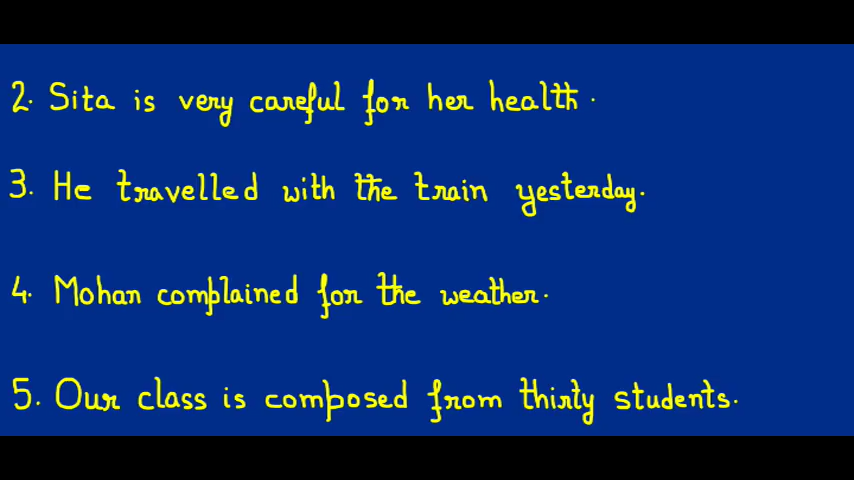 2. Sita is very careful for her health.
3. He travelled with the train yesterday.
4. Mohan complained for the weather.
5. Our class is composed from thirty students.